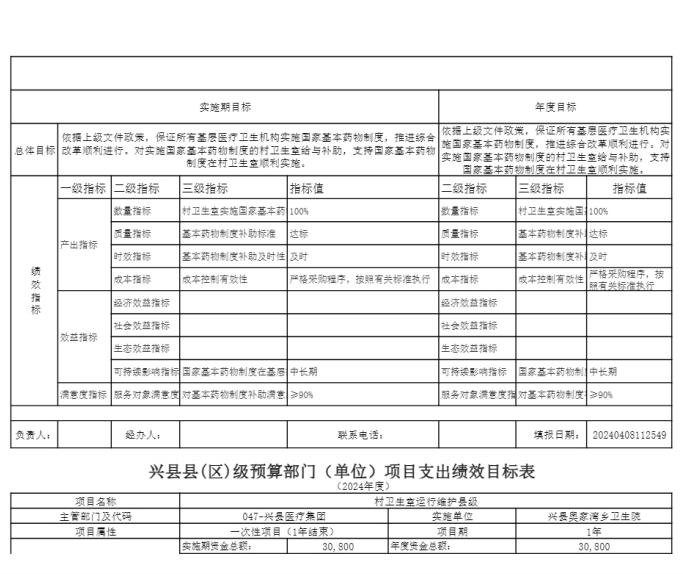 实施期目标 年度目标
总体目标 依据上级文件政策，保证所有基层医疗卫生机构实施国家基本药物制度，推进综合改革顺利进行。对实施国家基本药物制度的村卫生室给与补助，支持国家基本药物制度在村卫生室顺利实施。 依据上级文件政策，保证所有基层医疗卫生机构实施国家基本药物制度，推进综合改革顺利进行。对实施国家基本药物制度的村卫生室给与补助，支持国家基本药物制度在村卫生室顺利实施。
绩效指标
一级指标 二级指标 三级指标 指标值 二级指标 三级指标 指标值
产出指标
数量指标 村卫生室实施国家基本药 100% 数量指标 村卫生室实施国 100%
质量指标 基本药物制度补助标准 达标 质量指标 基本药物制度补 达标
时效指标 基本药物制度补助及时性 及时 时效指标 基本药物制度补 及时
成本指标 成本控制有效性 严格采购程序，按照有关标准执行 成本指标 成本控制有效性 严格采购程序，按照有关标准执行
效益指标
经济效益指标 经济效益指标
社会效益指标 社会效益指标
生态效益指标 生态效益指标
可持续影响指标 国家基本药物制度在基层 中长期 可持续影响指标 国家基本药物制 中长期
满意度指标 服务对象满意度 对基本药物制度补助满意 ≥90% 服务对象满意度指 对基本药物制度 ≥90%
负责人： 经办人： 联系电话： 填报日期： 20240408112549
兴县县(区)级预算部门（单位）项目支出绩效目标表
（2024年度）
项目名称 村卫生室运行维护县级
主管部门及代码 047-兴县医疗集团 实施单位 兴县奥家湾乡卫生院
项目属性 一次性项目（1年结束） 项目期 1年
实施期资金总额： 30,800 年度资金总额： 30,800